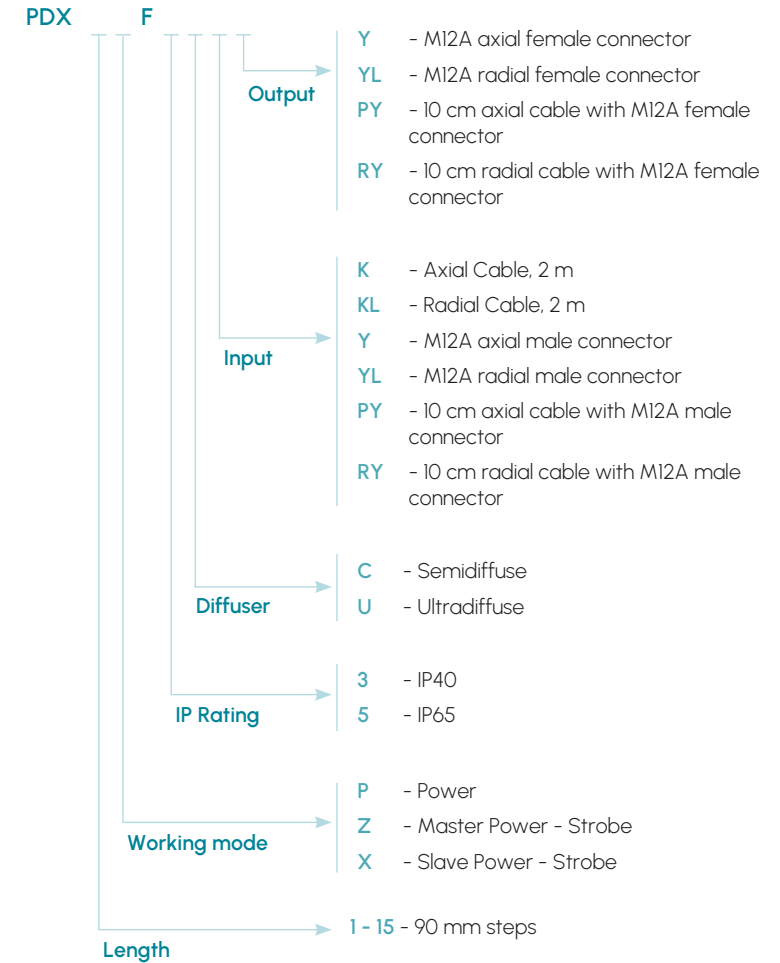 PDX F
Output
Y - M12A axial female connector
YL - M12A radial female connector
PY - 10 cm axial cable with M12A female
connector
RY - 10 cm radial cable with M12A female
connector
Input
K - Axial Cable, 2 m
KL - Radial Cable, 2 m
Y - M12A axial male connector
YL - M12A radial male connector
PY - 10 cm axial cable with M12A male
connector
RY - 10 cm radial cable with M12A male
connector
Diffuser
C - Semidiffuse
U - Ultradiffuse
IP Rating
3 - IP40
5 - IP65
Working mode
P - Power
Z - Master Power - Strobe
X - Slave Power - Strobe
Length
1 - 15 - 90 mm steps